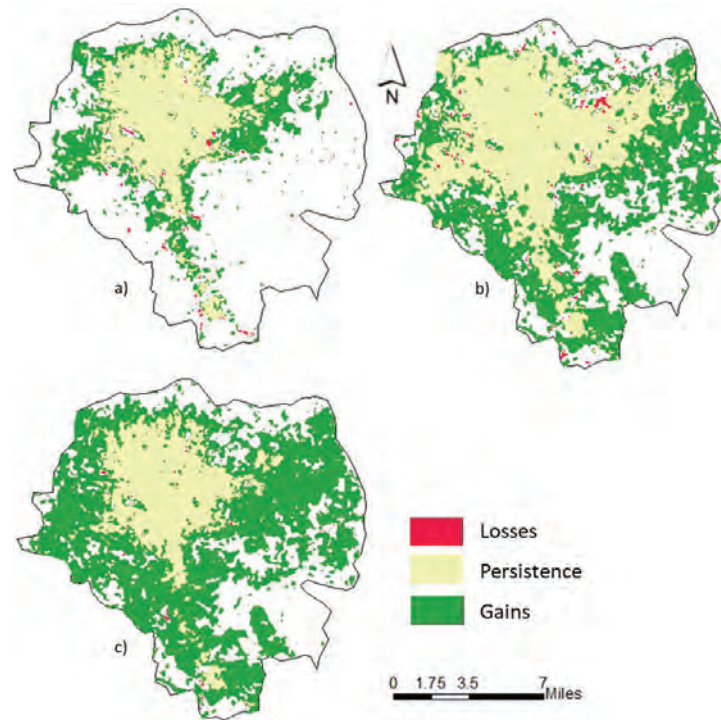 N
a)
b)
c)
Losses
Persistence
Gains
0 1.75 3.5 7
Miles